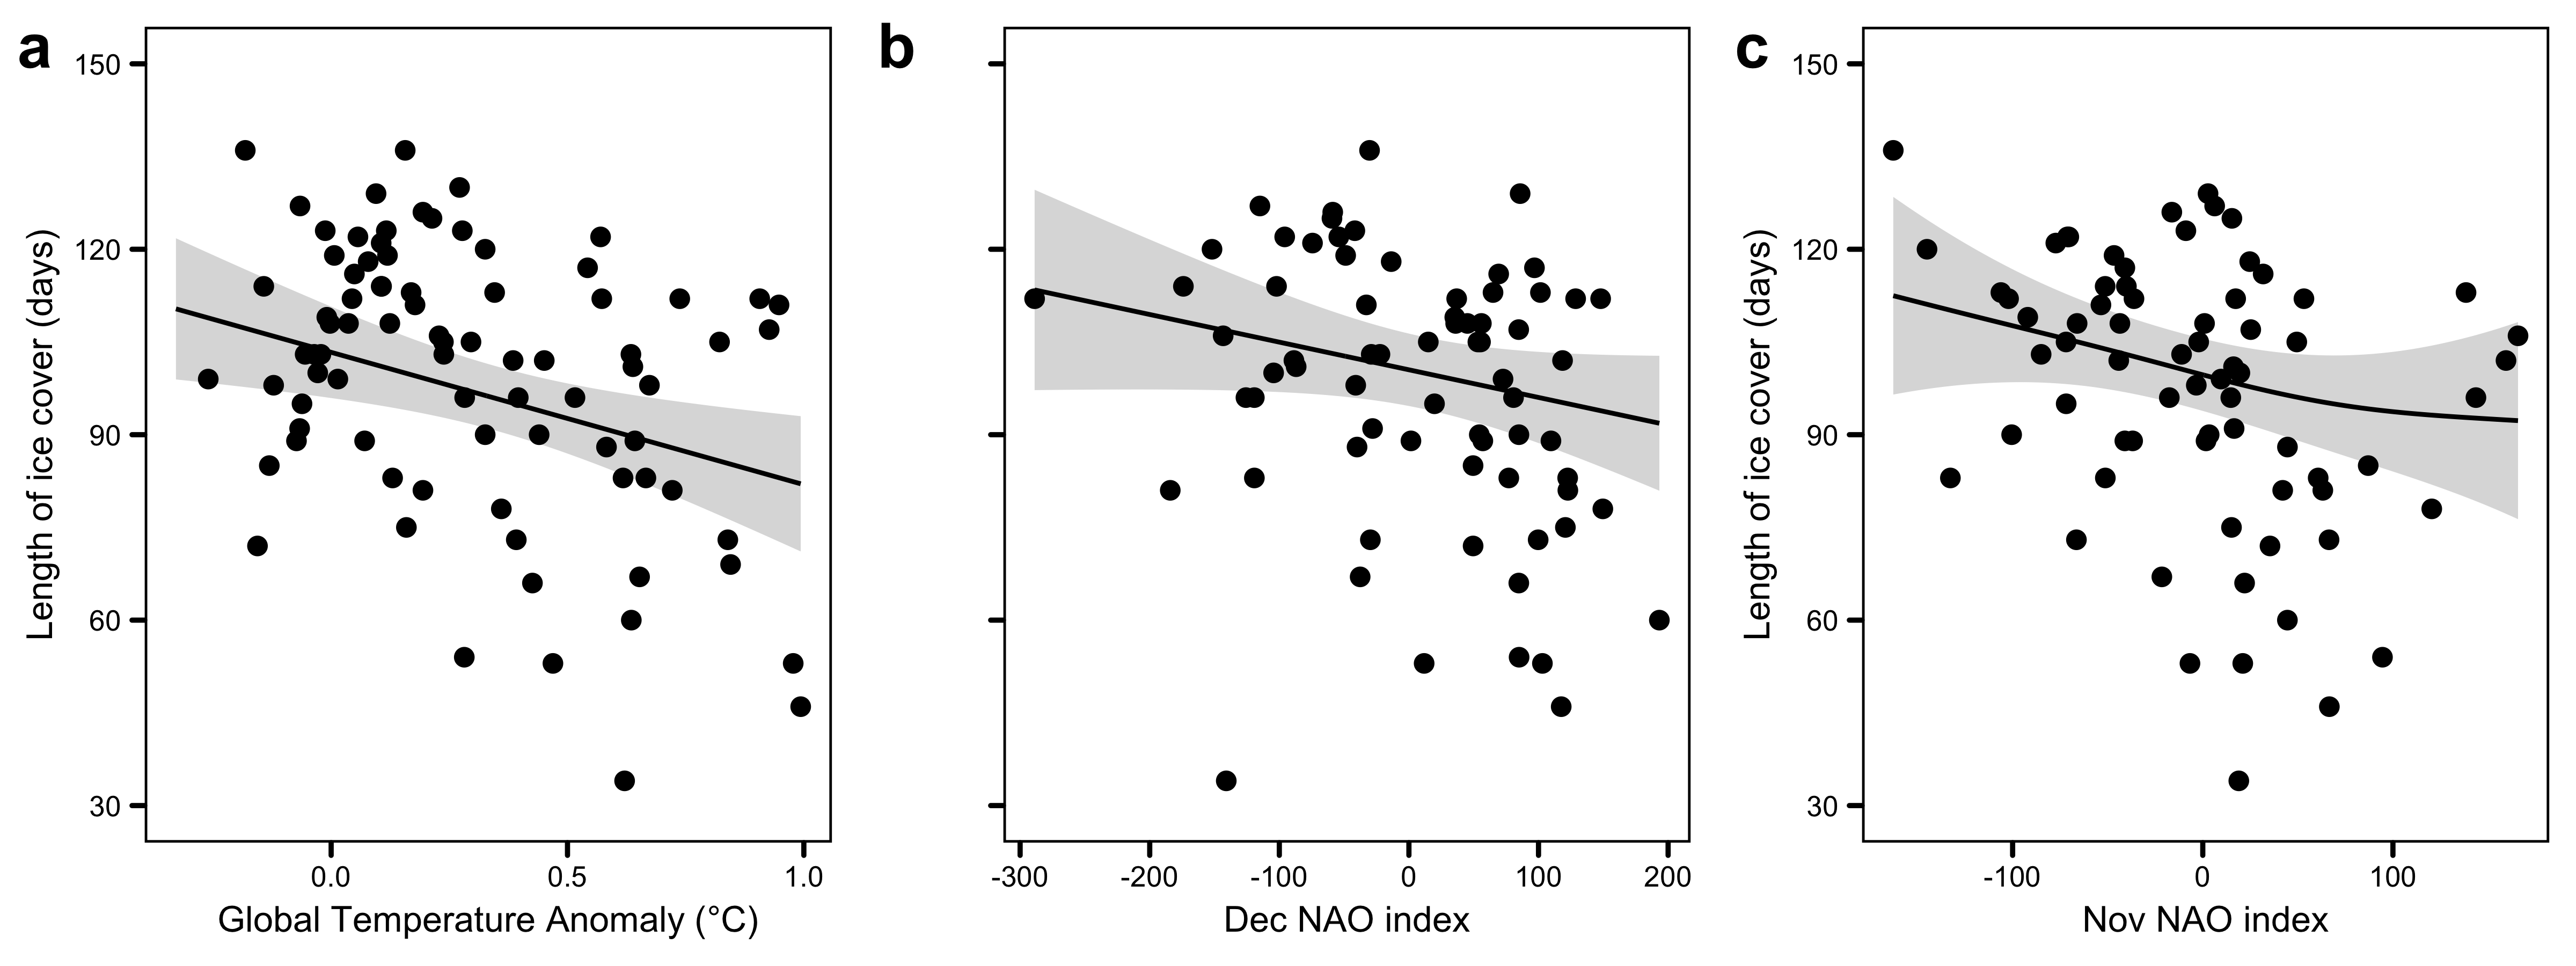 a
150
120
90
60
30
Length of ice cover (days)
0.0 0.5 1.0
Global Temperature Anomaly (°C)
b
-300 -200 -100 0 100 200
Dec NAO index
c
150
120
90
60
30
Length of ice cover (days)
-100 0 100
Nov NAO index